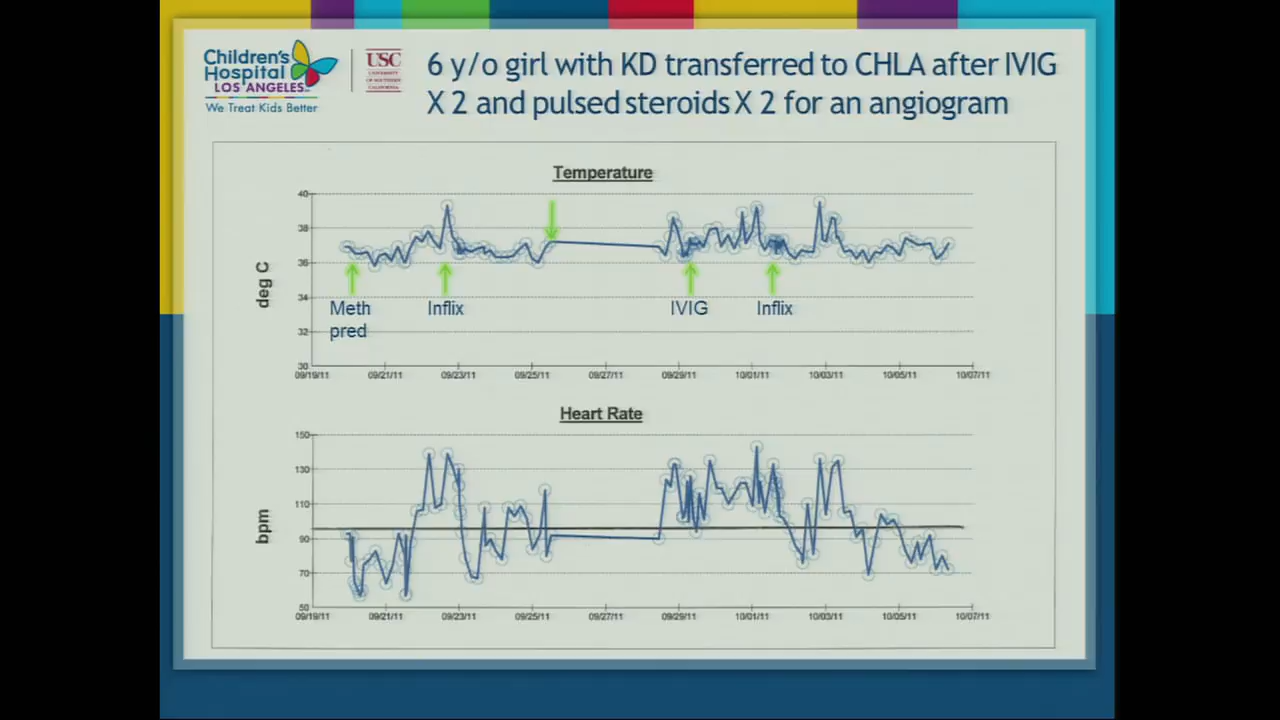 Children's
Hospital
LOS ANGELES
We Treat Kids Better
USC
UNIVERSITY
OF SOUTHERN
CALIFORNIA
6 y/o girl with KD transferred to CHLA after IVIG
X 2 and pulsed steroids X 2 for an angiogram
Temperature
40
38
36
34
32
30
deg C
Meth
pred
Inflix
IVIG
Inflix
09/19/11 09/21/11 09/23/11 09/25/11 09/27/11 09/29/11 10/01/11 10/03/11 10/05/11 10/07/11
Heart Rate
150
130
110
90
70
50
bpm
09/19/11 09/21/11 09/23/11 09/25/11 09/27/11 09/29/11 10/01/11 10/03/11 10/05/11 10/07/11